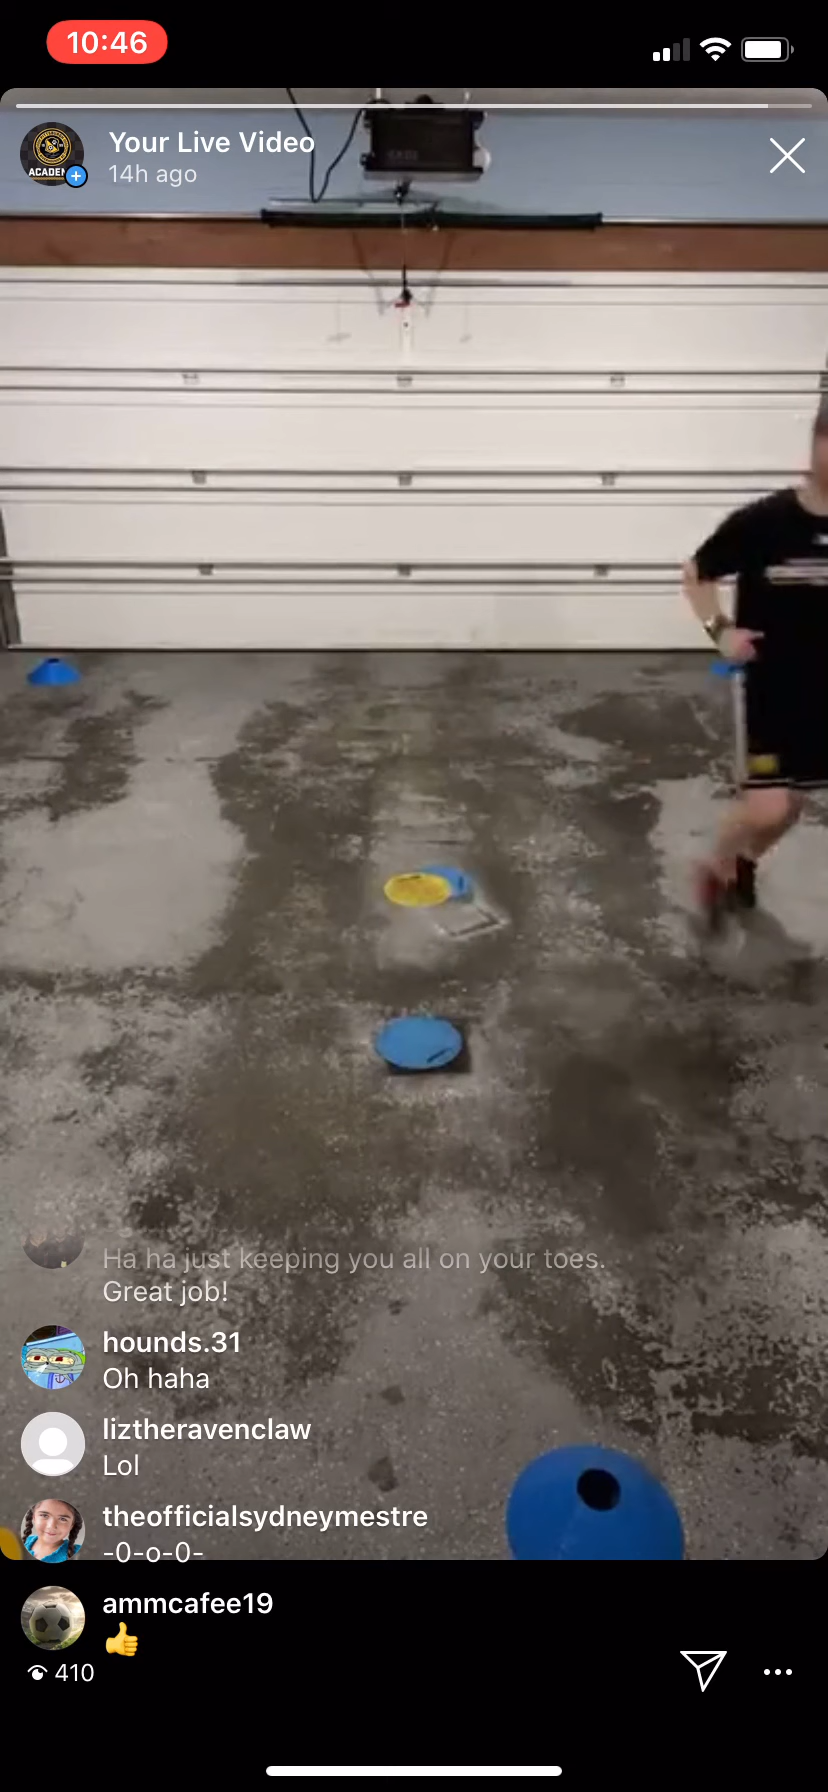 10:46
Your Live Video
14h ago
ACADEM
Ha ha just keeping you all on your toes.
Great job!
hounds.31
Oh haha
liztheravenclaw
Lol
theofficialsydneymestre
-0-o-0-
ammcafee19
👍
410